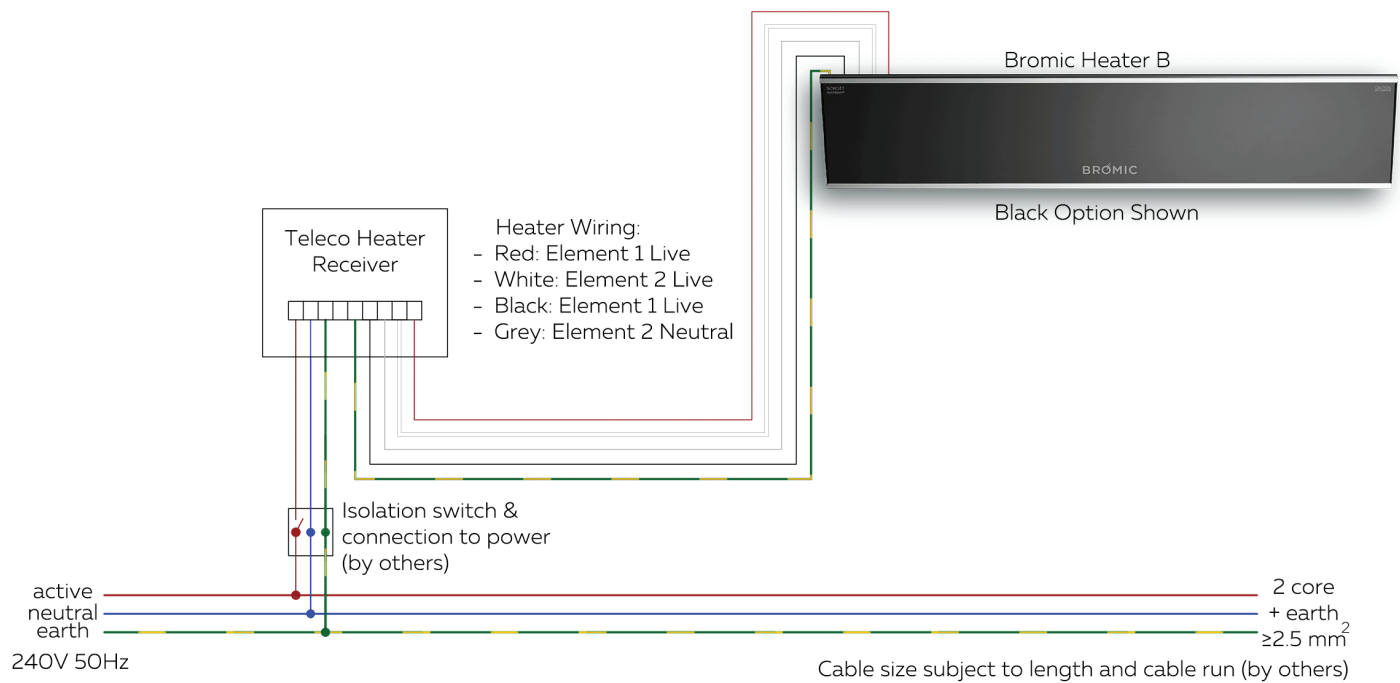 Bromic Heater B
BROMIC
Black Option Shown
Teleco Heater
Receiver
Heater Wiring:
- Red: Element 1 Live
- White: Element 2 Live
- Black: Element 1 Live
- Grey: Element 2 Neutral
Isolation switch &
connection to power
(by others)
active
neutral
earth
240V 50Hz
2 core
+ earth
≥2.5 mm²
Cable size subject to length and cable run (by others)